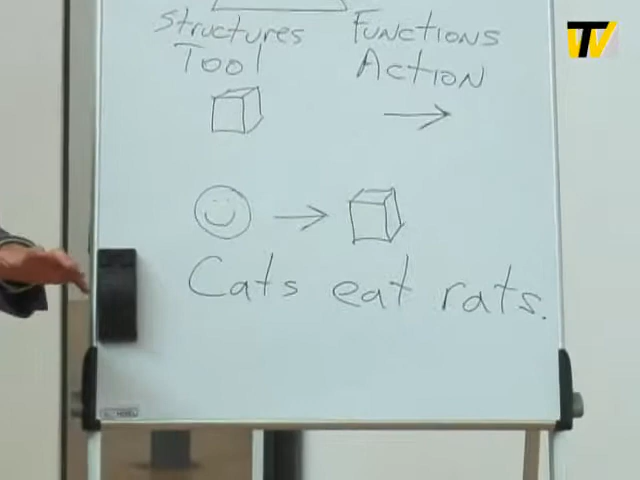 Structures Functions
Tool Action
Cats eat rats.
TV